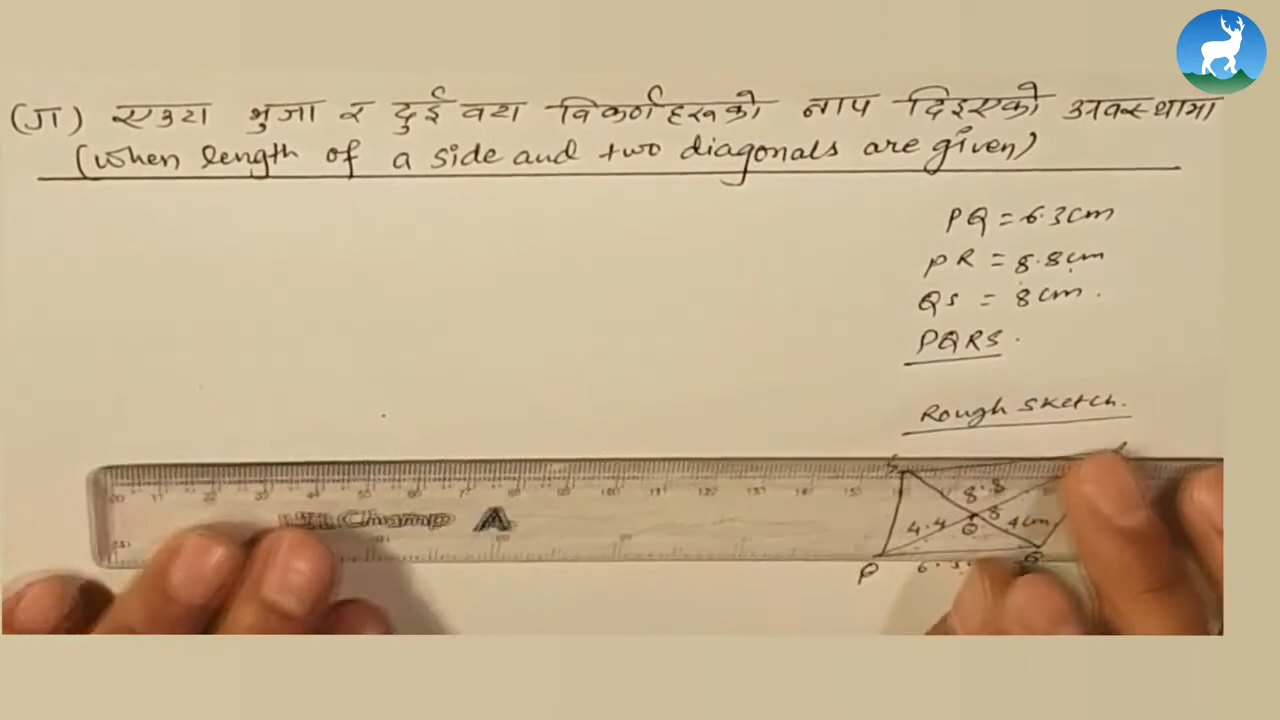 (ग) एउटा भुजा र दुई वटा विकर्णहरूको नाप दिइएको अवस्थामा
(when length of a side and two diagonals are given)
PQ = 6.3cm
PR = 8.8cm
QS = 8cm.
PQRS.
Rough sketch.
S
8.8
8
4.4
O
4cm
P
Q
A